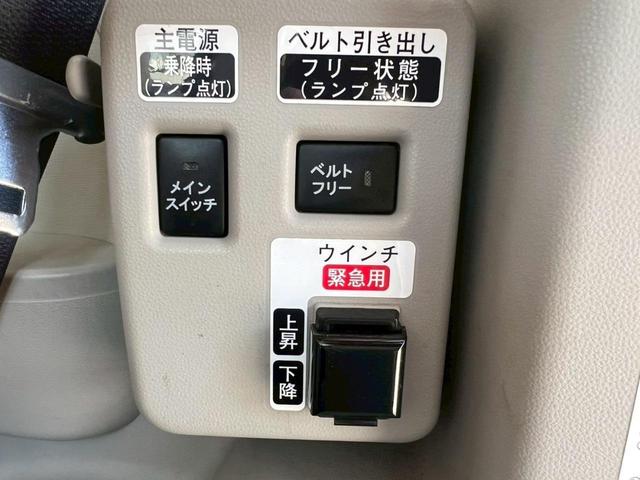 主電源
乗降時
(ランプ点灯)
ベルト引き出し
フリー状態
(ランプ点灯)
メイン
スイッチ
ベルト
フリー
ウインチ
緊急用
上昇
下降